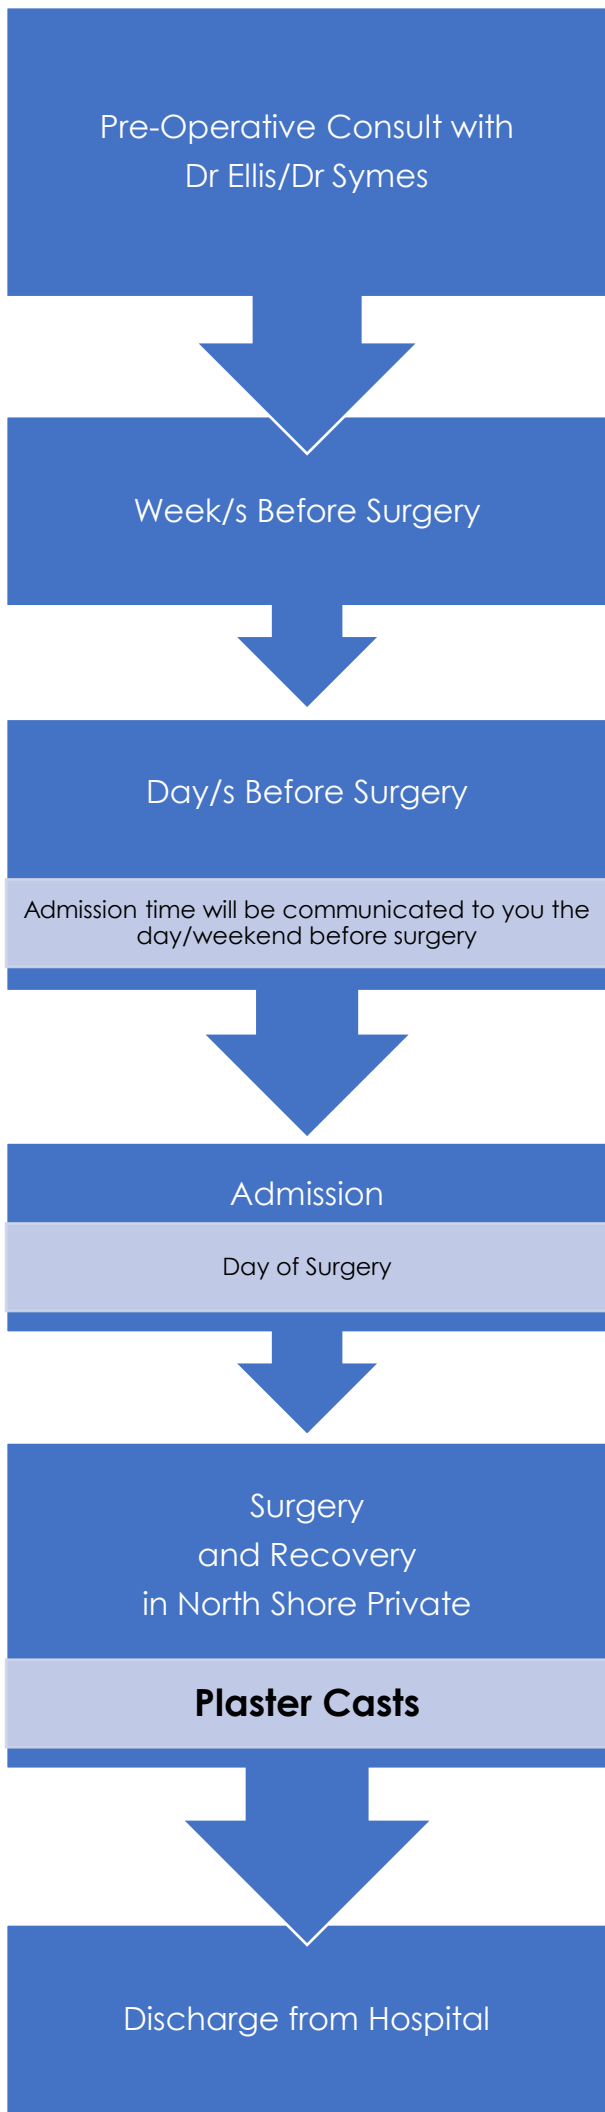 Pre-Operative Consult with
Dr Ellis/Dr Symes
Week/s Before Surgery
Day/s Before Surgery
Admission time will be communicated to you the
day/weekend before surgery
Admission
Day of Surgery
Surgery
and Recovery
in North Shore Private
Plaster Casts
Discharge from Hospital